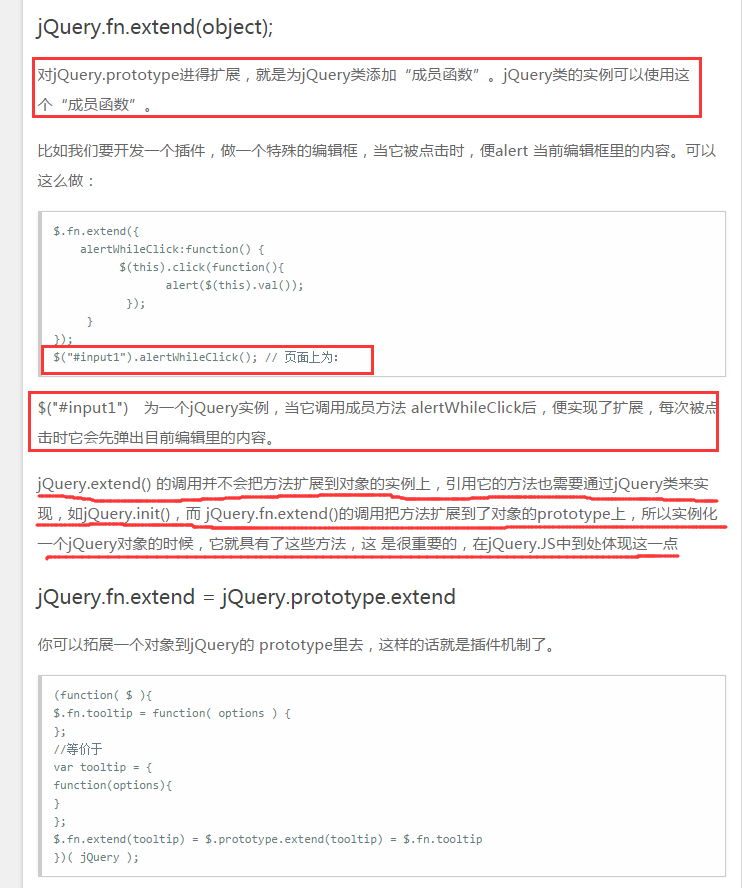 jQuery.fn.extend(object);
对jQuery.prototype进得扩展，就是为jQuery类添加“成员函数”。jQuery类的实例可以使用这
个“成员函数”。
比如我们要开发一个插件，做一个特殊的编辑框，当它被点击时，便alert 当前编辑框里的内容。可以
这么做：
$.fn.extend({
    alertWhileClick:function() {
          $(this).click(function(){
                 alert($(this).val());
           });
     }
});
$("#input1").alertWhileClick(); // 页面上为：
$("#input1")　为一个jQuery实例，当它调用成员方法 alertWhileClick后，便实现了扩展，每次被点
击时它会先弹出目前编辑里的内容。
jQuery.extend() 的调用并不会把方法扩展到对象的实例上，引用它的方法也需要通过jQuery类来实
现，如jQuery.init()，而 jQuery.fn.extend()的调用把方法扩展到了对象的prototype上，所以实例化
一个jQuery对象的时候，它就具有了这些方法，这 是很重要的，在jQuery.JS中到处体现这一点
jQuery.fn.extend = jQuery.prototype.extend
你可以拓展一个对象到jQuery的 prototype里去，这样的话就是插件机制了。
(function( $ ){
$.fn.tooltip = function( options ) {
};
//等价于
var tooltip = {
function(options){
}
};
$.fn.extend(tooltip) = $.prototype.extend(tooltip) = $.fn.tooltip
})( jQuery );